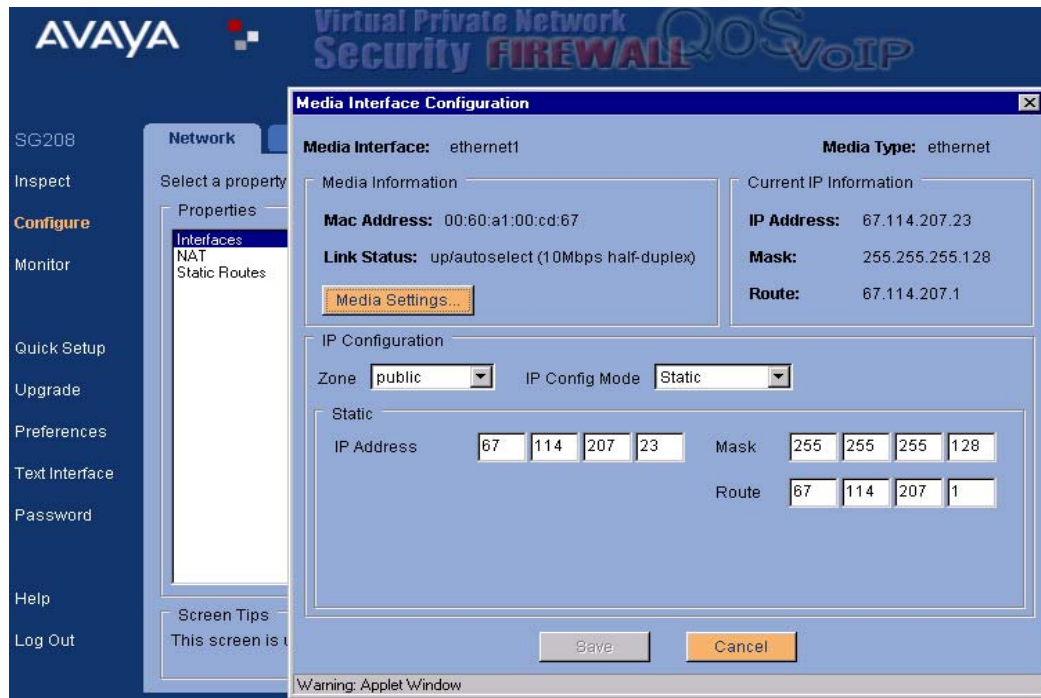 AVAYA
Virtual Private Network
Security FIREWALL QoS VoIP
SG208
Inspect
Configure
Monitor
Quick Setup
Upgrade
Preferences
Text Interface
Password
Help
Log Out
Network
Select a property
Properties
Interfaces
NAT
Static Routes
Screen Tips
This screen is
Media Interface Configuration
Media Interface: ethernet1 Media Type: ethernet
Media Information
Mac Address: 00:60:a1:00:cd:67
Link Status: up/autoselect (10Mbps half-duplex)
Media Settings...
Current IP Information
IP Address: 67.114.207.23
Mask: 255.255.255.128
Route: 67.114.207.1
IP Configuration
Zone public IP Config Mode Static
Static
IP Address 67 114 207 23 Mask 255 255 255 128
Route 67 114 207 1
Save Cancel
Warning: Applet Window